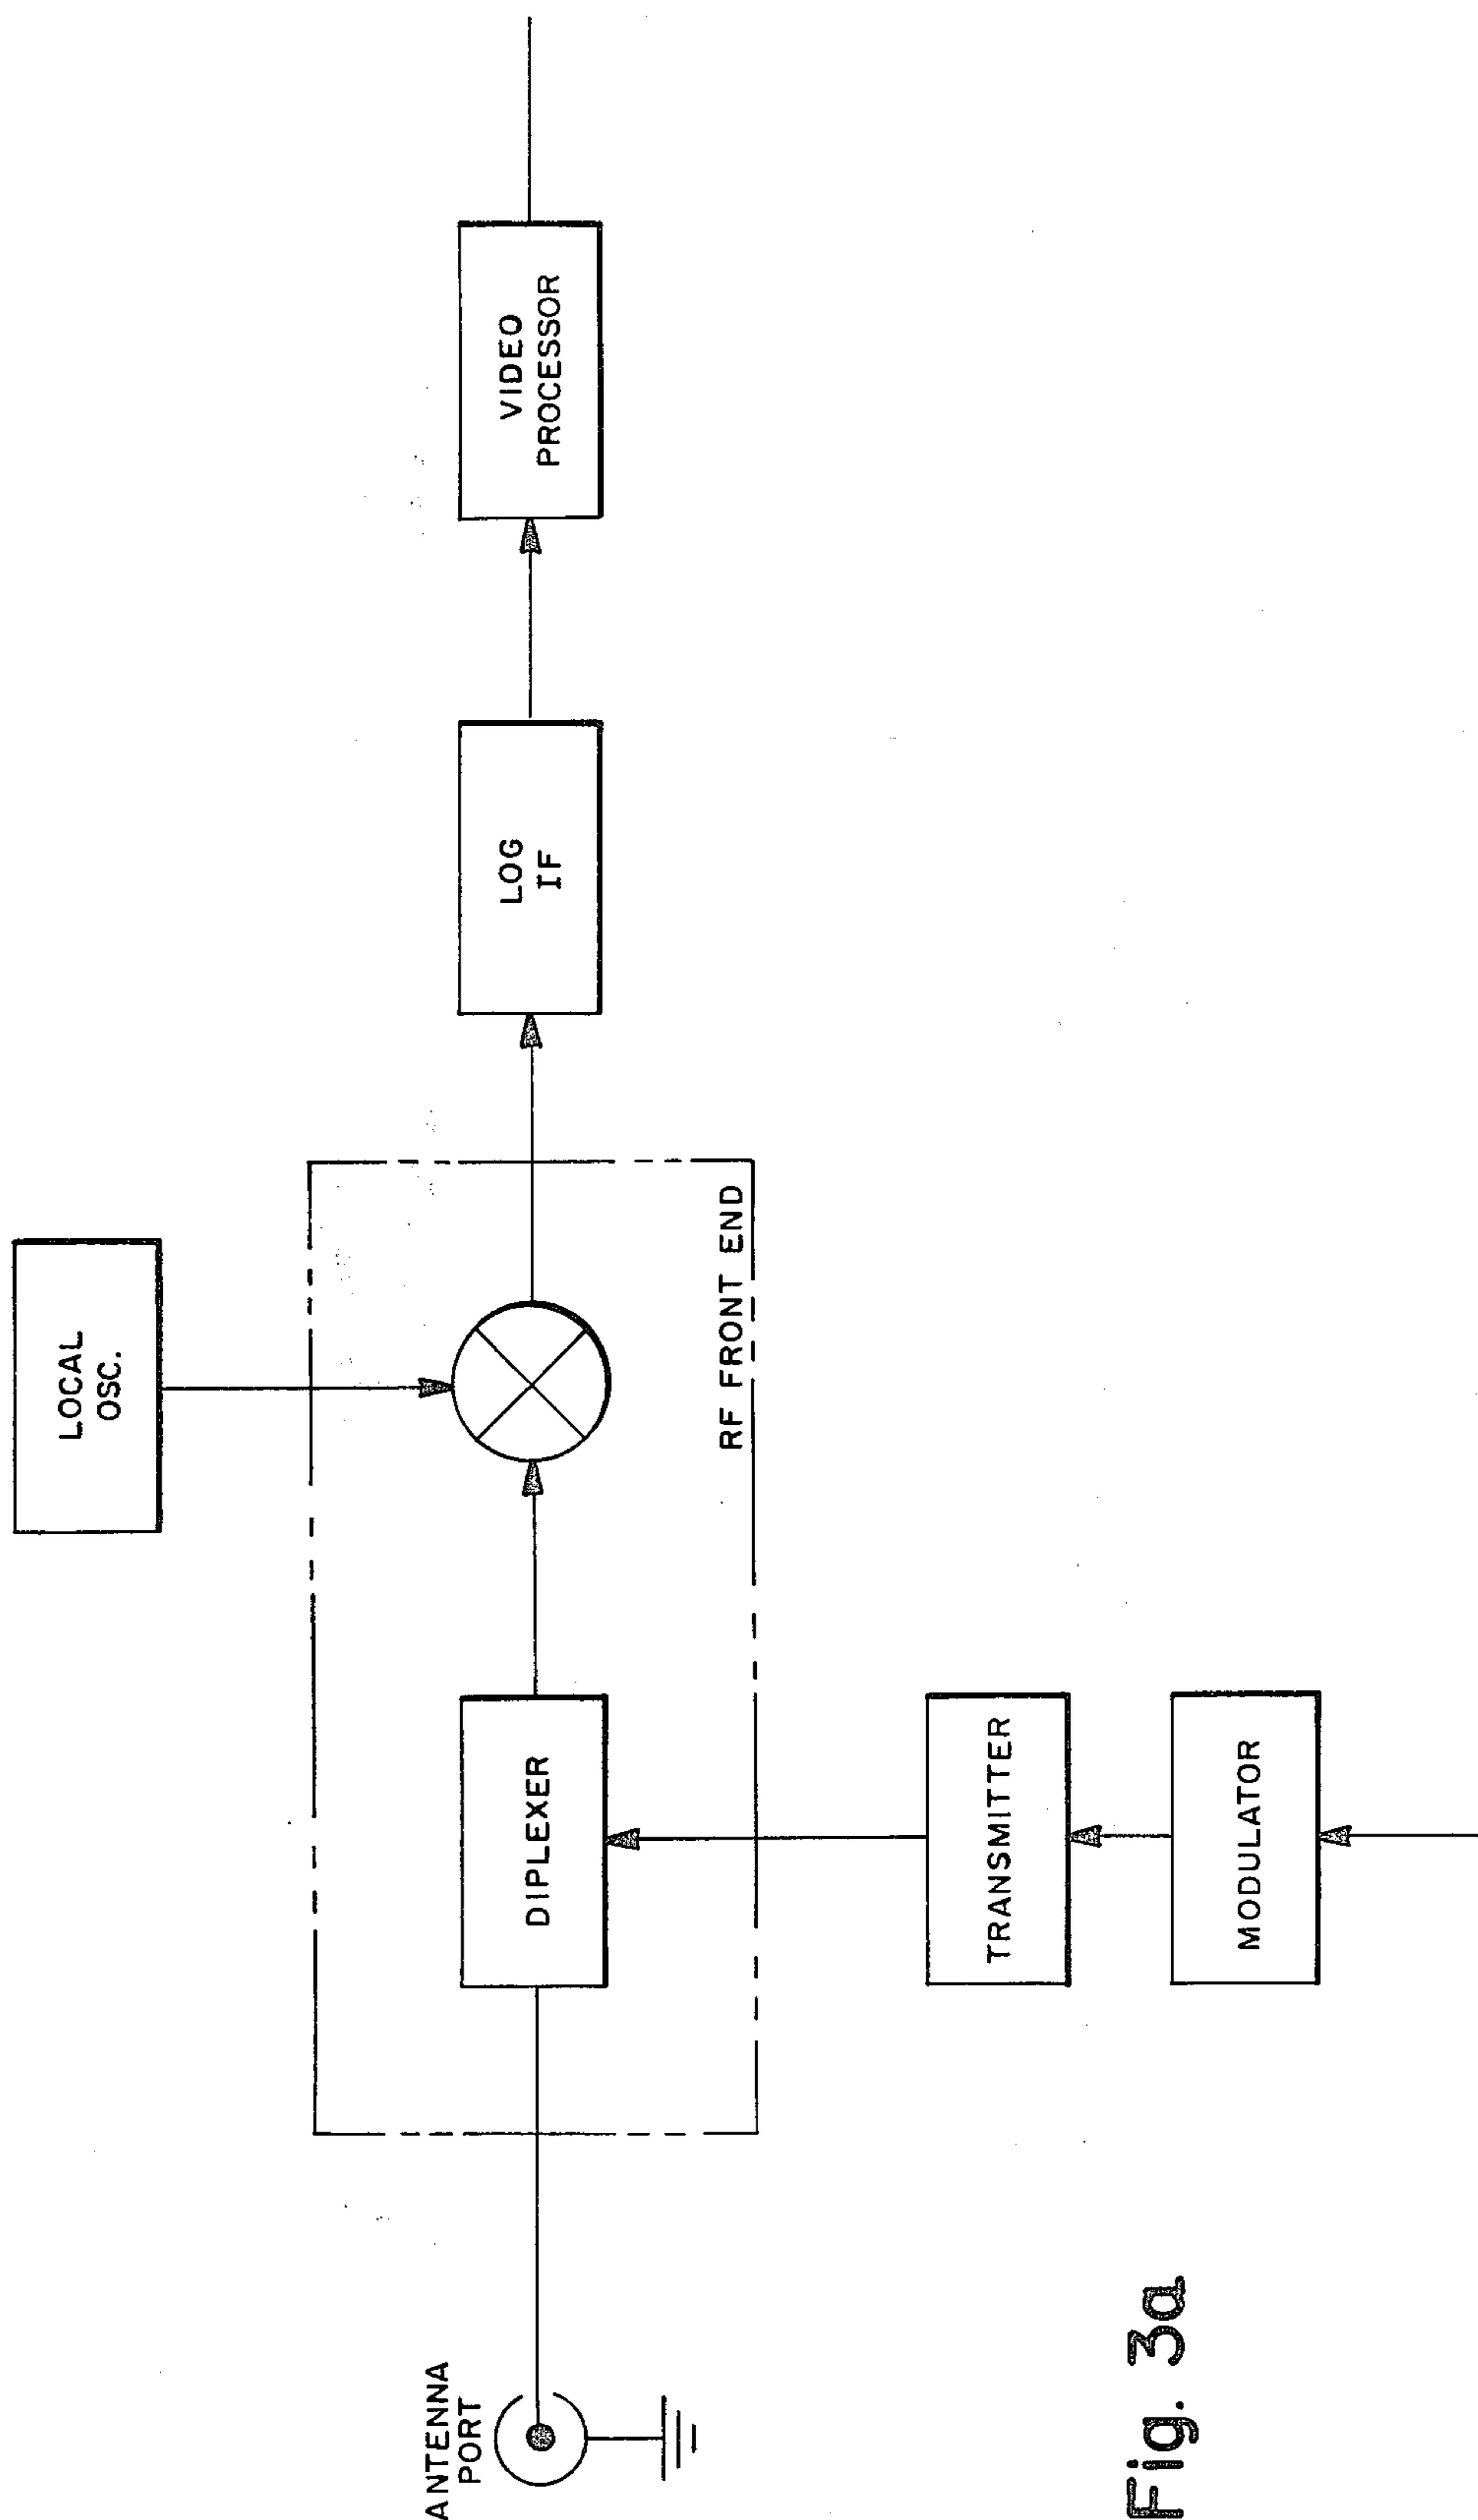 LOCAL
OSC.
ANTENNA
PORT
DIPLEXER
LOG
IF
VIDEO
PROCESSOR
RF FRONT END
TRANSMITTER
MODULATOR
Fig. 3a